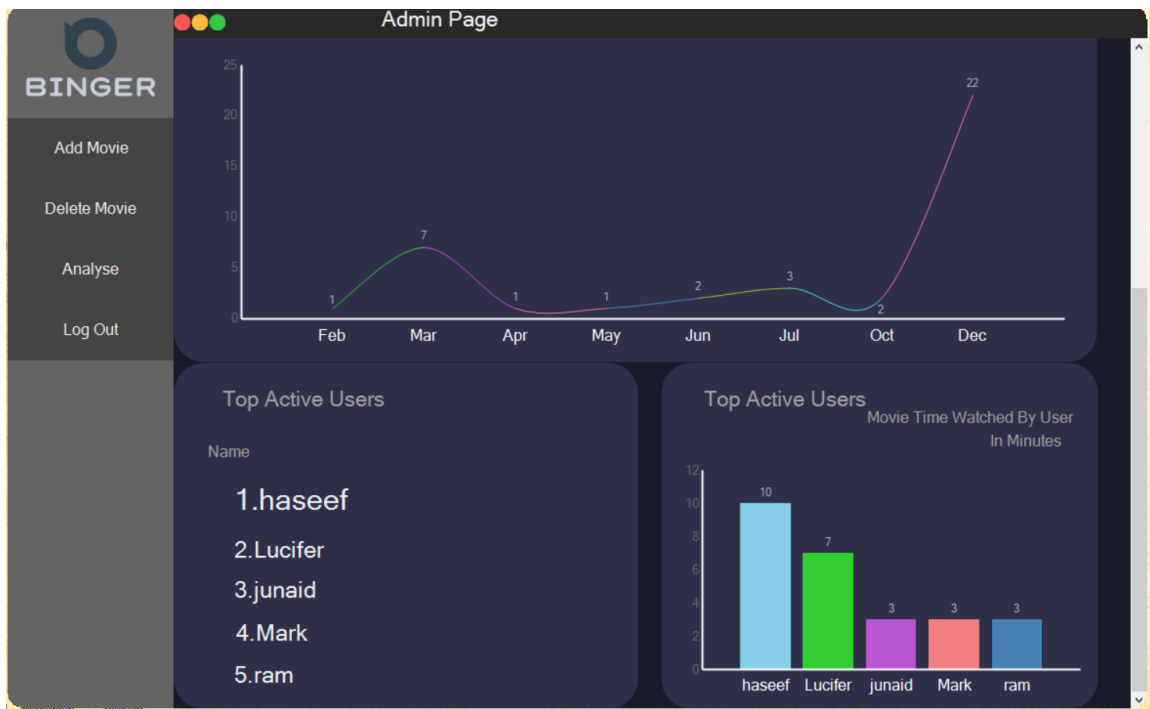 Admin Page
BINGER
Add Movie
Delete Movie
Analyse
Log Out
25
20
15
10
5
0
1
7
1
1
2
3
2
22
Feb Mar Apr May Jun Jul Oct Dec
Top Active Users
Name
1.haseef
2.Lucifer
3.junaid
4.Mark
5.ram
Top Active Users
Movie Time Watched By User
In Minutes
12
10
8
6
4
2
0
10
7
3
3
3
haseef Lucifer junaid Mark ram